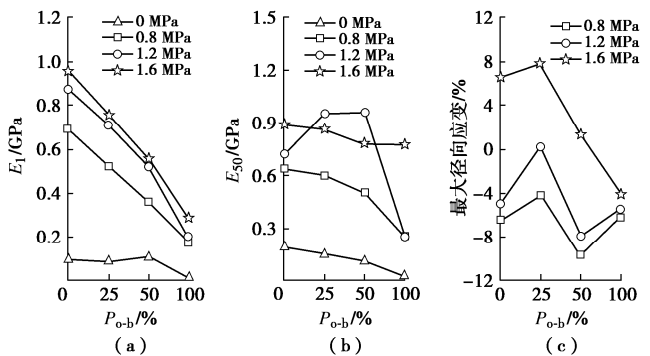 1.2
1.0
0.8
0.6
0.4
0.2
E₁/GPa
0 MPa
0.8 MPa
1.2 MPa
1.6 MPa
0 25 50 100
Pₒ₋b/%
(a)
1.5
1.2
0.9
0.6
0.3
E₅₀/GPa
0 MPa
0.8 MPa
1.2 MPa
1.6 MPa
0 25 50 100
Pₒ₋b/%
(b)
12
8
4
0
−4
−8
−12
最大径向应变/%
0.8 MPa
1.2 MPa
1.6 MPa
0 25 50 100
Pₒ₋b/%
(c)